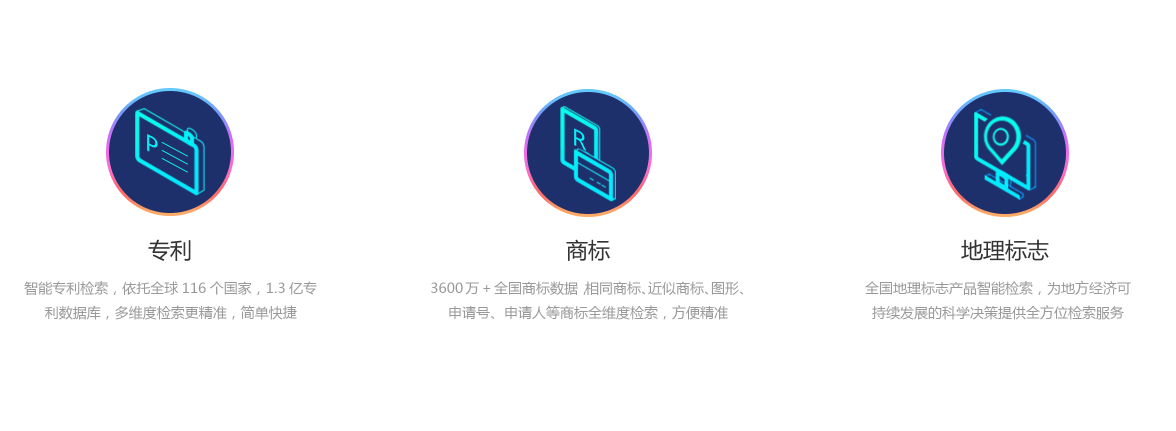 P
专利
智能专利检索，依托全球 116 个国家，1.3 亿专
利数据库，多维度检索更精准，简单快捷
R
商标
3600 万 + 全国商标数据，相同商标、近似商标、图形、
申请号、申请人等商标全维度检索，方便精准
地理标志
全国地理标志产品智能检索，为地方经济可
持续发展的科学决策提供全方位检索服务